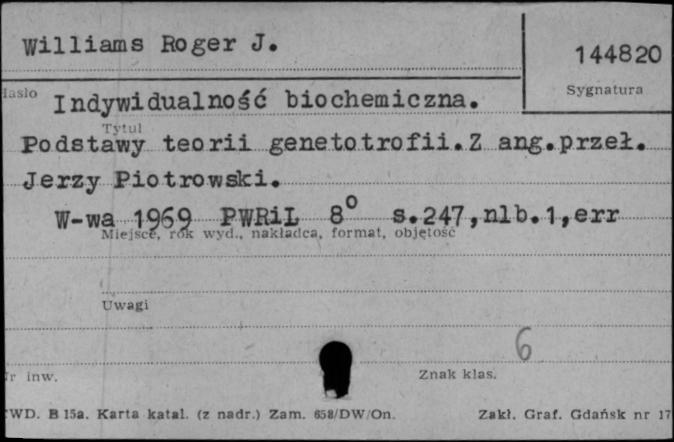 Williams Roger J.
144820
Sygnatura
Indywidualność biochemiczna.
Tytuł
Podstawy teorii genetotrofii.Z ang.przeł.
Jerzy Piotrowski.
W-wa 1969 PWRiL 8° s.247,nlb.1,err
Miejsce, rok wyd., nakładca, format, objętość
Uwagi
6
r inw.
Znak klas.
WD. B 15a. Karta katal. (z nadr.) Zam. 658/DW/On.
Zakł. Graf. Gdańsk nr 17